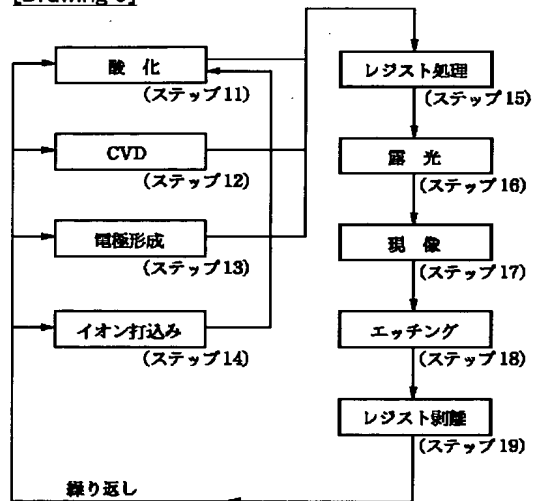 [Drawing 6]
酸 化
(ステップ11)
CVD
(ステップ12)
電極形成
(ステップ13)
イオン打込み
(ステップ14)
レジスト処理
(ステップ15)
露 光
(ステップ16)
現 像
(ステップ17)
エッチング
(ステップ18)
レジスト剥離
(ステップ19)
繰り返し